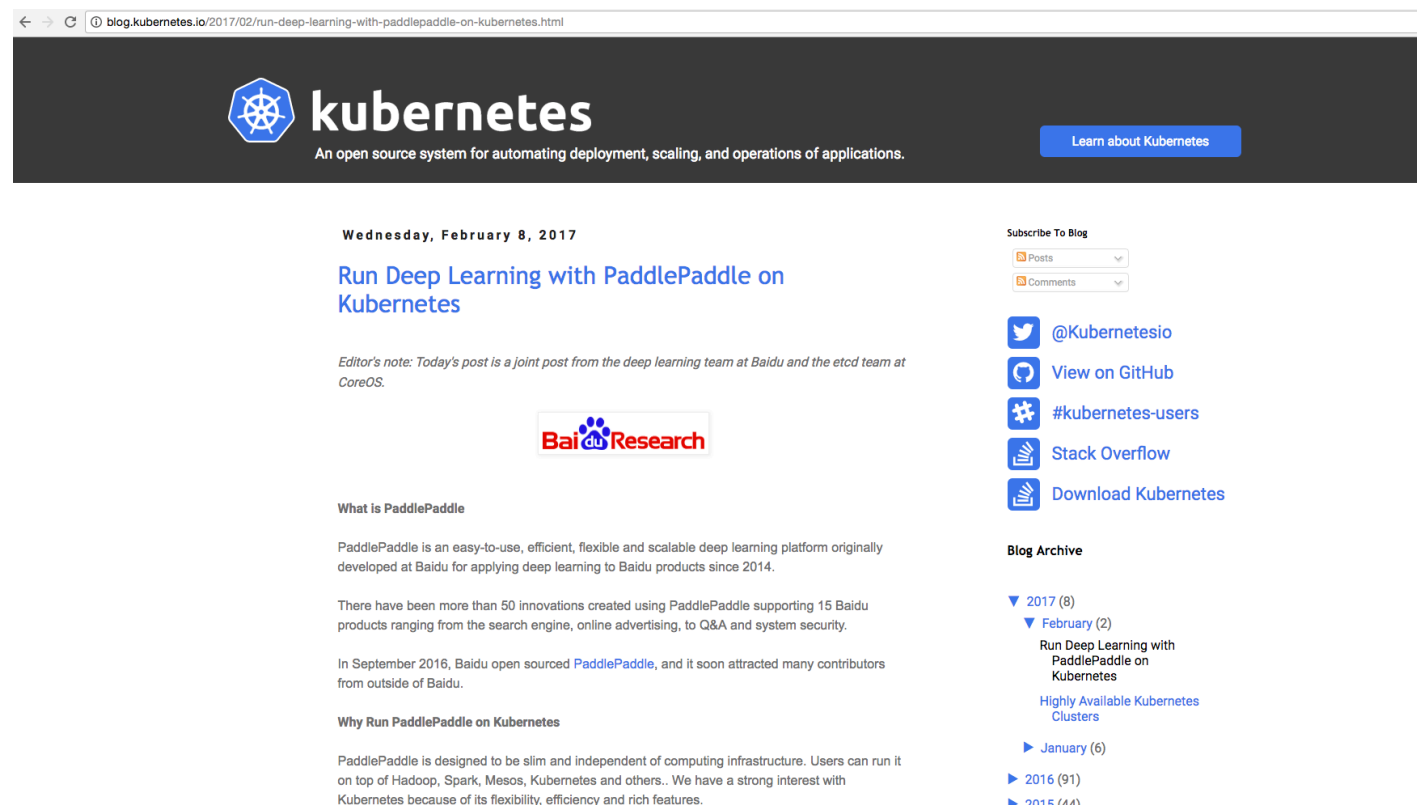 blog.kubernetes.io/2017/02/run-deep-learning-with-paddlepaddle-on-kubernetes.html
kubernetes
An open source system for automating deployment, scaling, and operations of applications.
Learn about Kubernetes
Wednesday, February 8, 2017
Run Deep Learning with PaddlePaddle on
Kubernetes
Editor's note: Today's post is a joint post from the deep learning team at Baidu and the etcd team at
CoreOS.
Bai du Research
What is PaddlePaddle
PaddlePaddle is an easy-to-use, efficient, flexible and scalable deep learning platform originally
developed at Baidu for applying deep learning to Baidu products since 2014.
There have been more than 50 innovations created using PaddlePaddle supporting 15 Baidu
products ranging from the search engine, online advertising, to Q&A and system security.
In September 2016, Baidu open sourced PaddlePaddle, and it soon attracted many contributors
from outside of Baidu.
Why Run PaddlePaddle on Kubernetes
PaddlePaddle is designed to be slim and independent of computing infrastructure. Users can run it
on top of Hadoop, Spark, Mesos, Kubernetes and others.. We have a strong interest with
Kubernetes because of its flexibility, efficiency and rich features.
Subscribe To Blog
Posts
Comments
@Kubernetesio
View on GitHub
#kubernetes-users
Stack Overflow
Download Kubernetes
Blog Archive
▼ 2017 (8)
▼ February (2)
Run Deep Learning with
PaddlePaddle on
Kubernetes
Highly Available Kubernetes
Clusters
► January (6)
► 2016 (91)
► 2015 (44)